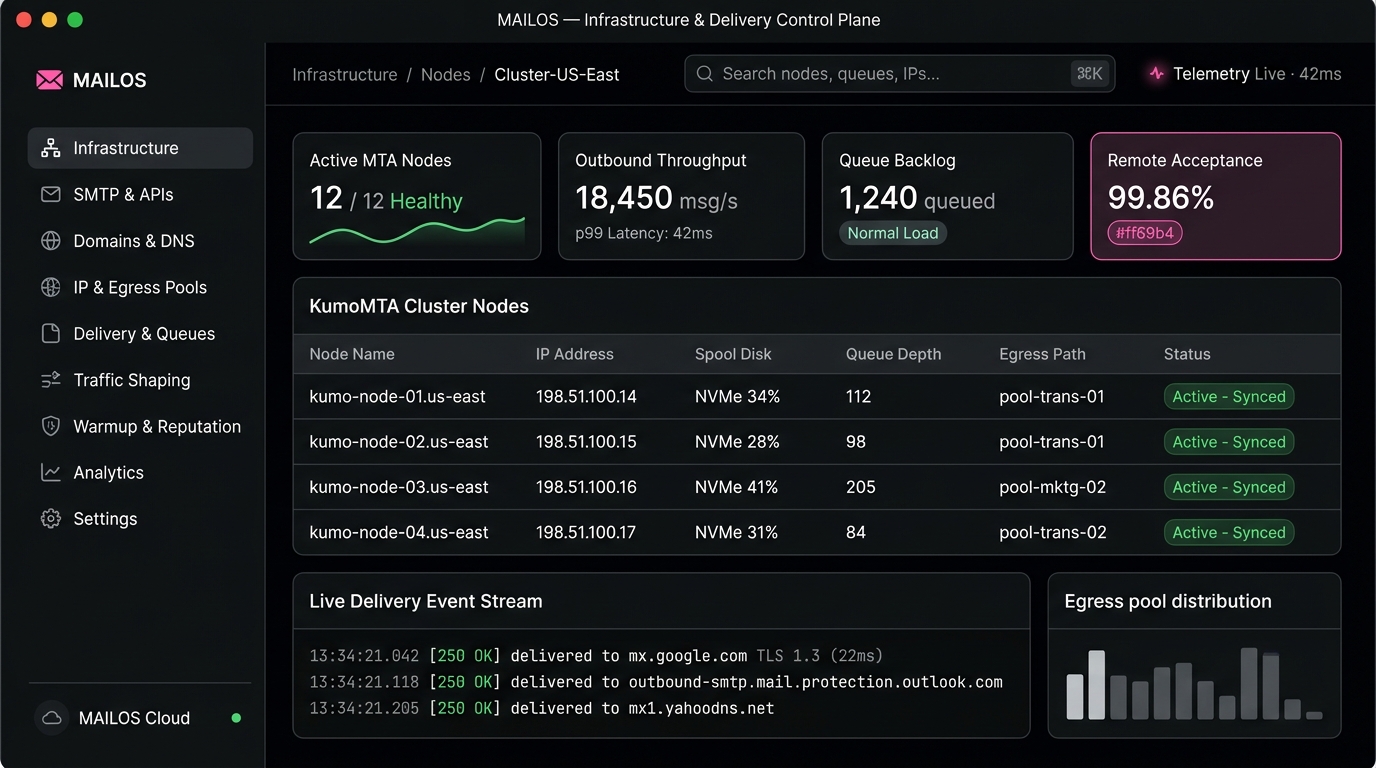 MAILOS — Infrastructure & Delivery Control Plane
MAILOS
Infrastructure
SMTP & APIs
Domains & DNS
IP & Egress Pools
Delivery & Queues
Traffic Shaping
Warmup & Reputation
Analytics
Settings
MAILOS Cloud
Infrastructure / Nodes / Cluster-US-East
Search nodes, queues, IPs... ⌘K
Telemetry Live · 42ms
Active MTA Nodes
12 / 12 Healthy
Outbound Throughput
18,450 msg/s
p99 Latency: 42ms
Queue Backlog
1,240 queued
Normal Load
Remote Acceptance
99.86%
#ff69b4
KumoMTA Cluster Nodes
Node Name IP Address Spool Disk Queue Depth Egress Path Status
kumo-node-01.us-east 198.51.100.14 NVMe 34% 112 pool-trans-01 Active - Synced
kumo-node-02.us-east 198.51.100.15 NVMe 28% 98 pool-trans-01 Active - Synced
kumo-node-03.us-east 198.51.100.16 NVMe 41% 205 pool-mktg-02 Active - Synced
kumo-node-04.us-east 198.51.100.17 NVMe 31% 84 pool-trans-02 Active - Synced
Live Delivery Event Stream
13:34:21.042 [250 OK] delivered to mx.google.com TLS 1.3 (22ms)
13:34:21.118 [250 OK] delivered to outbound-smtp.mail.protection.outlook.com
13:34:21.205 [250 OK] delivered to mx1.yahoodns.net
Egress pool distribution